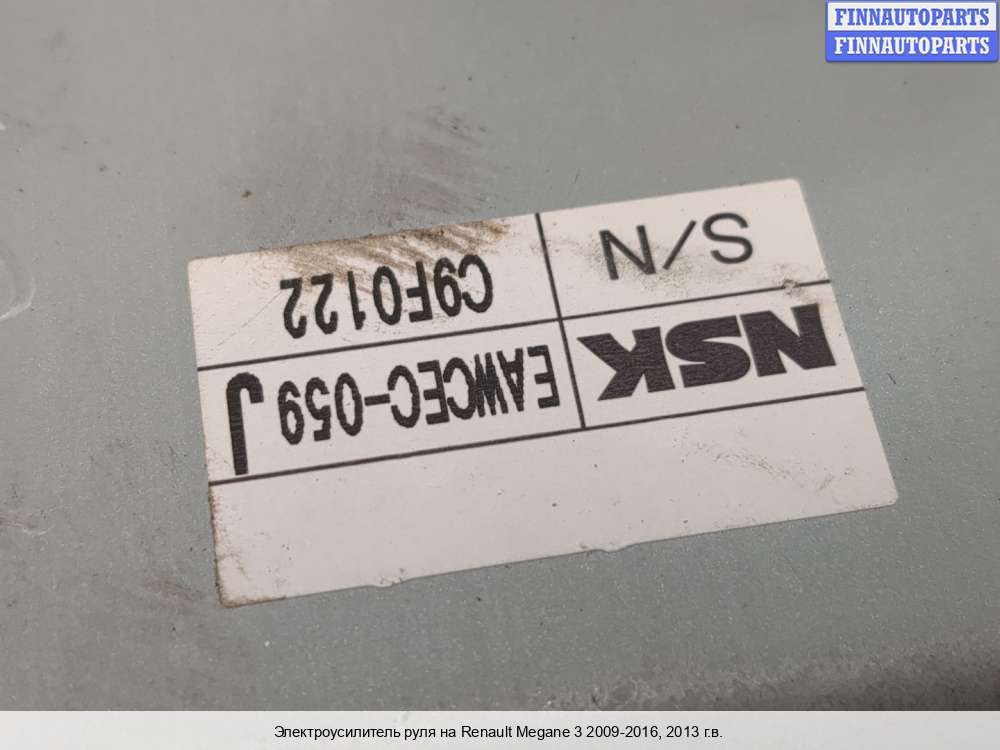 FINNAUTOPARTS
FINNAUTOPARTS
NSK EAWCEC-059 J
S/N C9F0122
Электроусилитель руля на Renault Megane 3 2009-2016, 2013 г.в.